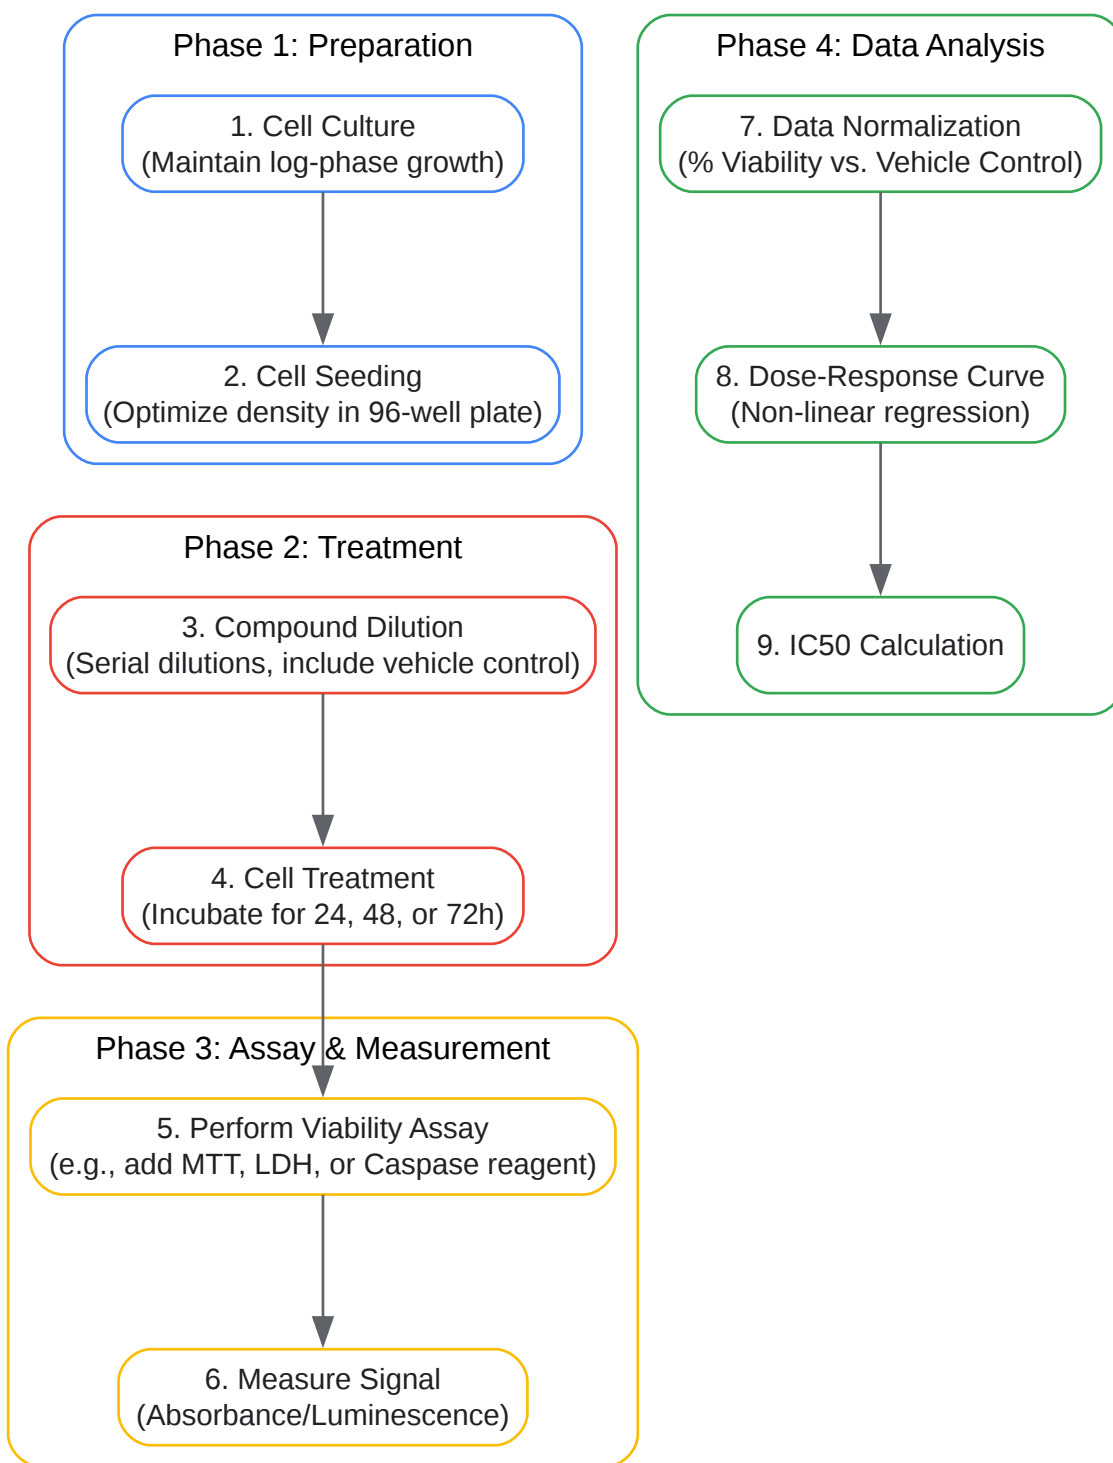 Phase 1: Preparation
1. Cell Culture
(Maintain log-phase growth)
2. Cell Seeding
(Optimize density in 96-well plate)
Phase 2: Treatment
3. Compound Dilution
(Serial dilutions, include vehicle control)
4. Cell Treatment
(Incubate for 24, 48, or 72h)
Phase 3: Assay & Measurement
5. Perform Viability Assay
(e.g., add MTT, LDH, or Caspase reagent)
6. Measure Signal
(Absorbance/Luminescence)
Phase 4: Data Analysis
7. Data Normalization
(% Viability vs. Vehicle Control)
8. Dose-Response Curve
(Non-linear regression)
9. IC50 Calculation